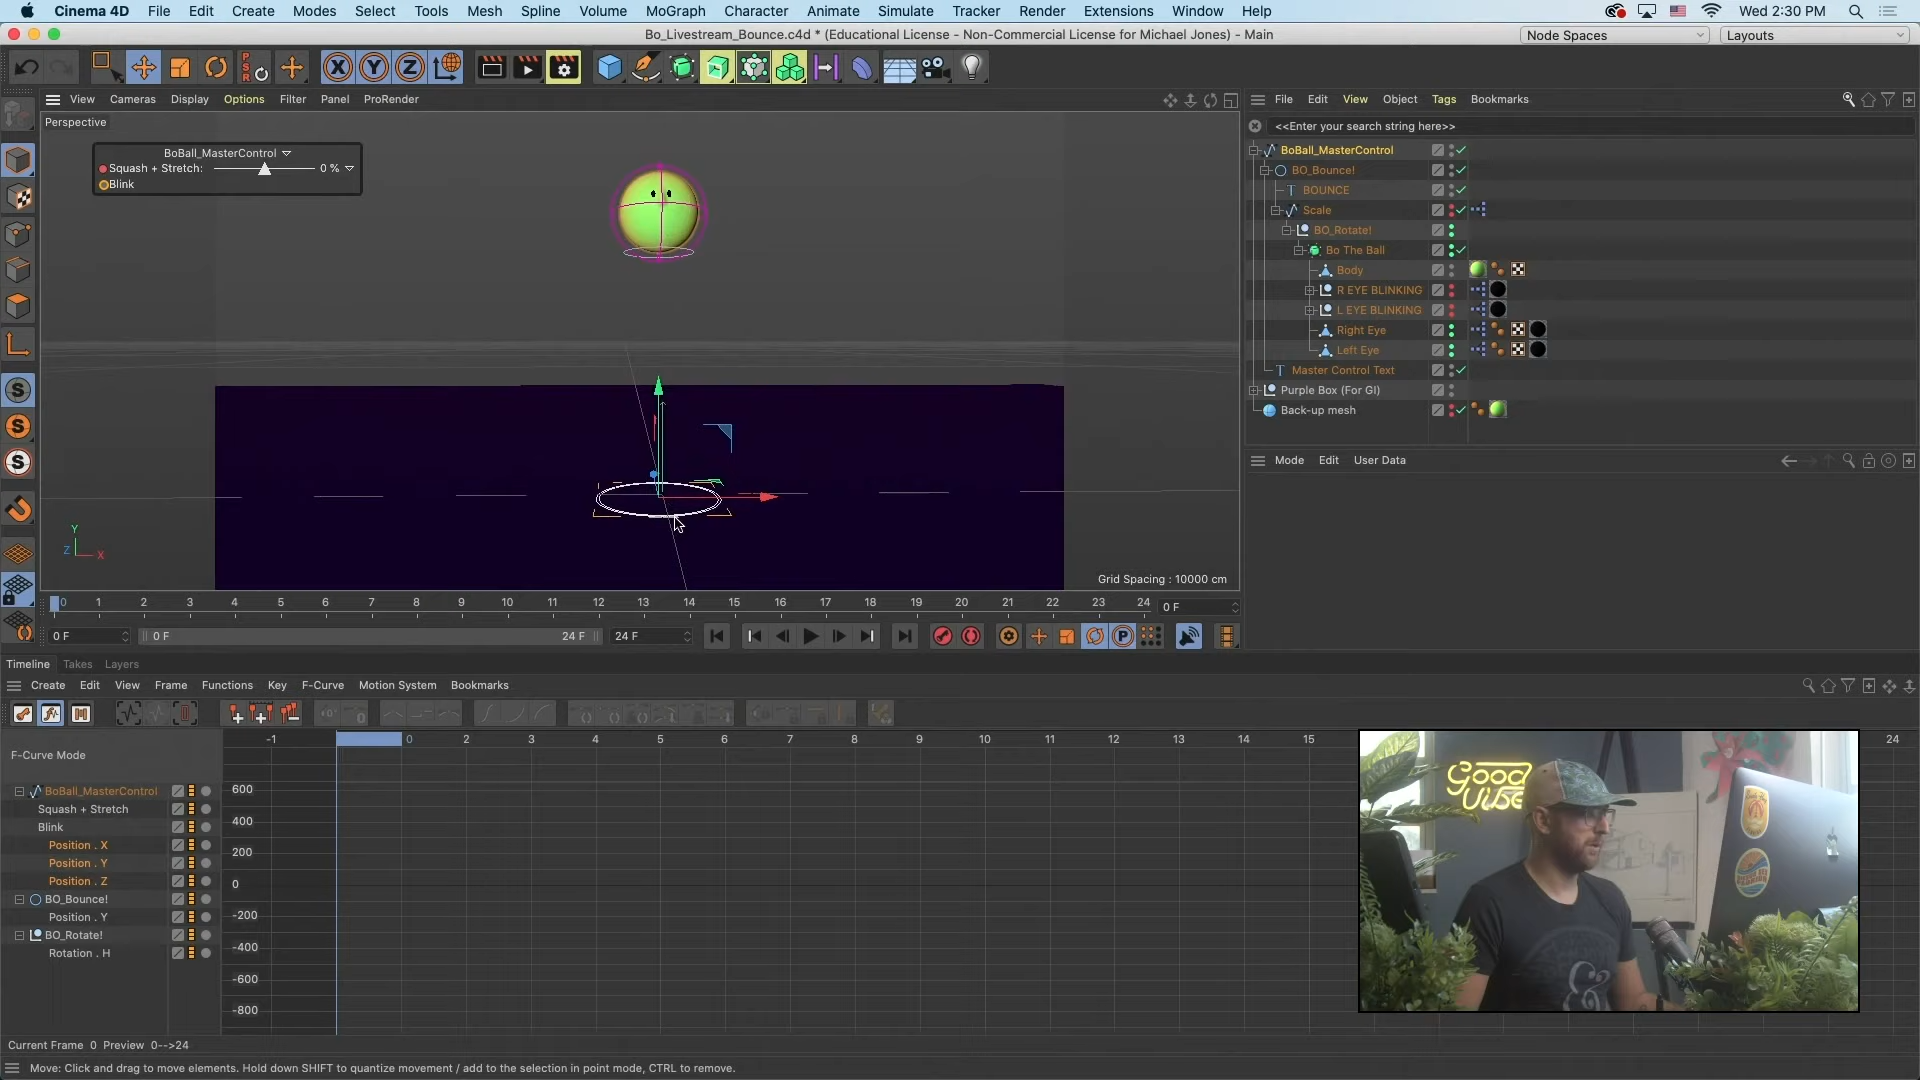 Cinema 4D File Edit Create Modes Select Tools Mesh Spline Volume MoGraph Character Animate Simulate Tracker Render Extensions Window Help Wed 2:30 PM
Bo_Livestream_Bounce.c4d * (Educational License - Non-Commercial License for Michael Jones) - Main
Node Spaces
Layouts
PSR X Y Z
View Cameras Display Options Filter Panel ProRender
Perspective
BoBall_MasterControl
Squash + Stretch: 0 %
Blink
Y
Z X
Grid Spacing : 10000 cm
File Edit View Object Tags Bookmarks
<<Enter your search string here>>
BoBall_MasterControl
BO_Bounce!
BOUNCE
Scale
BO_Rotate!
Bo The Ball
Body
R EYE BLINKING
L EYE BLINKING
Right Eye
Left Eye
Master Control Text
Purple Box (For GI)
Back-up mesh
Mode Edit User Data
0 1 2 3 4 5 6 7 8 9 10 11 12 13 14 15 16 17 18 19 20 21 22 23 24 0 F
0 F 0 F 24 F 24 F
Timeline Takes Layers
Create Edit View Frame Functions Key F-Curve Motion System Bookmarks
-1 0 2 3 4 5 6 7 8 9 10 11 12 13 14 15 24
F-Curve Mode
BoBall_MasterControl
Squash + Stretch
Blink
Position . X
Position . Y
Position . Z
BO_Bounce!
Position . Y
BO_Rotate!
Rotation . H
600
400
200
0
-200
-400
-600
-800
Good
Vibes
Current Frame 0 Preview 0-->24
Move: Click and drag to move elements. Hold down SHIFT to quantize movement / add to the selection in point mode, CTRL to remove.